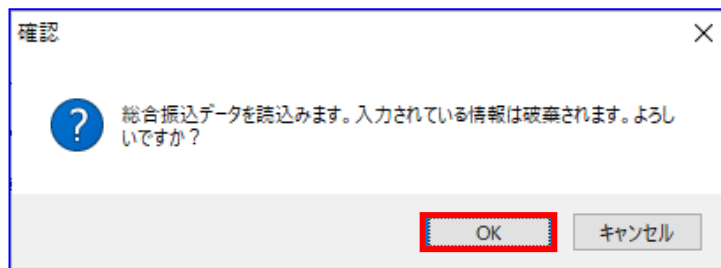 確認
総合振込データを読込みます。入力されている情報は破棄されます。よろし
いですか？
OK
キャンセル